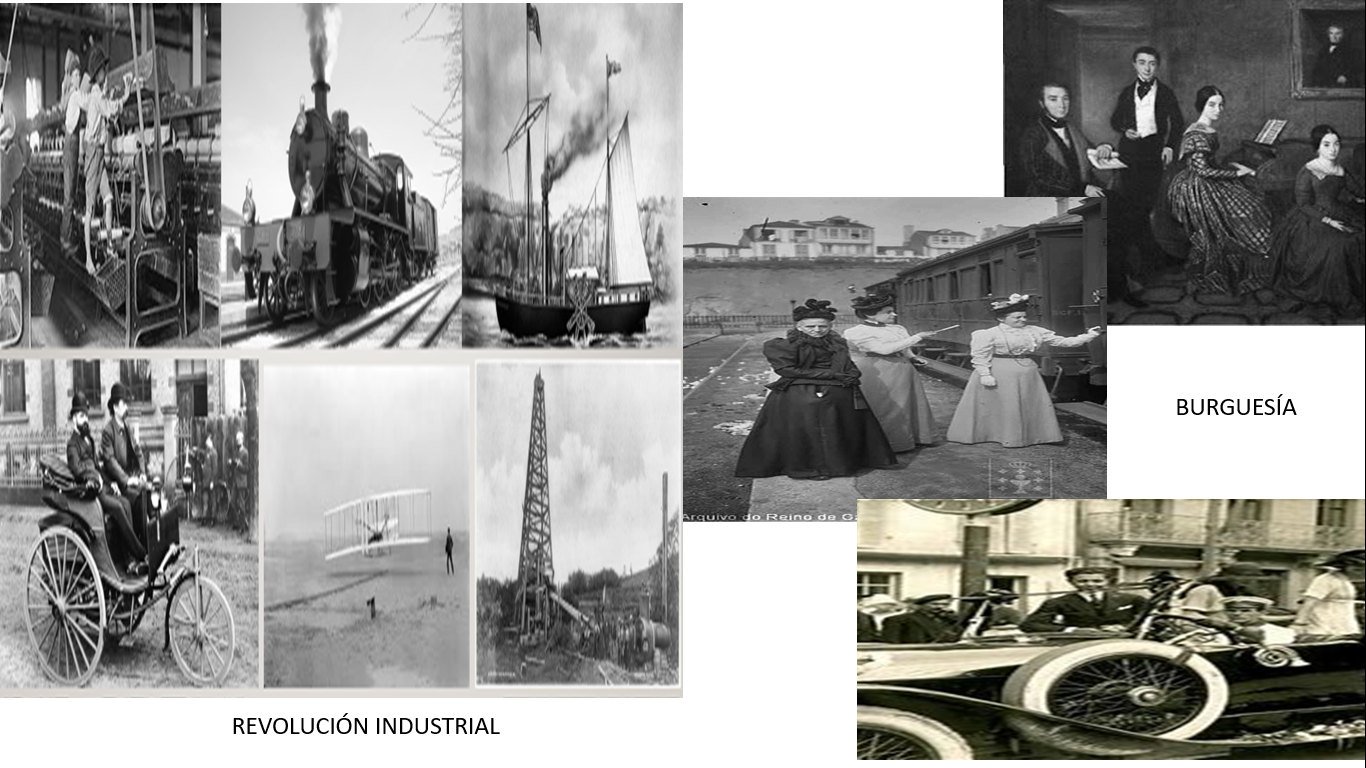 BURGUESÍA
Arquivo do Reino de Ga
REVOLUCIÓN INDUSTRIAL